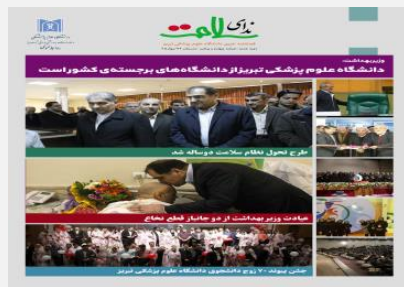 ندای سلامت
وزیر بهداشت:
دانشگاه علوم پزشکی تبریز از دانشگاه‌های برجسته‌ی کشور است
طرح تحول نظام سلامت دوساله شد
عیادت وزیر بهداشت از دو جانباز قطع نخاع
جشن پیوند ۷۰ زوج دانشجوی دانشگاه علوم پزشکی تبریز